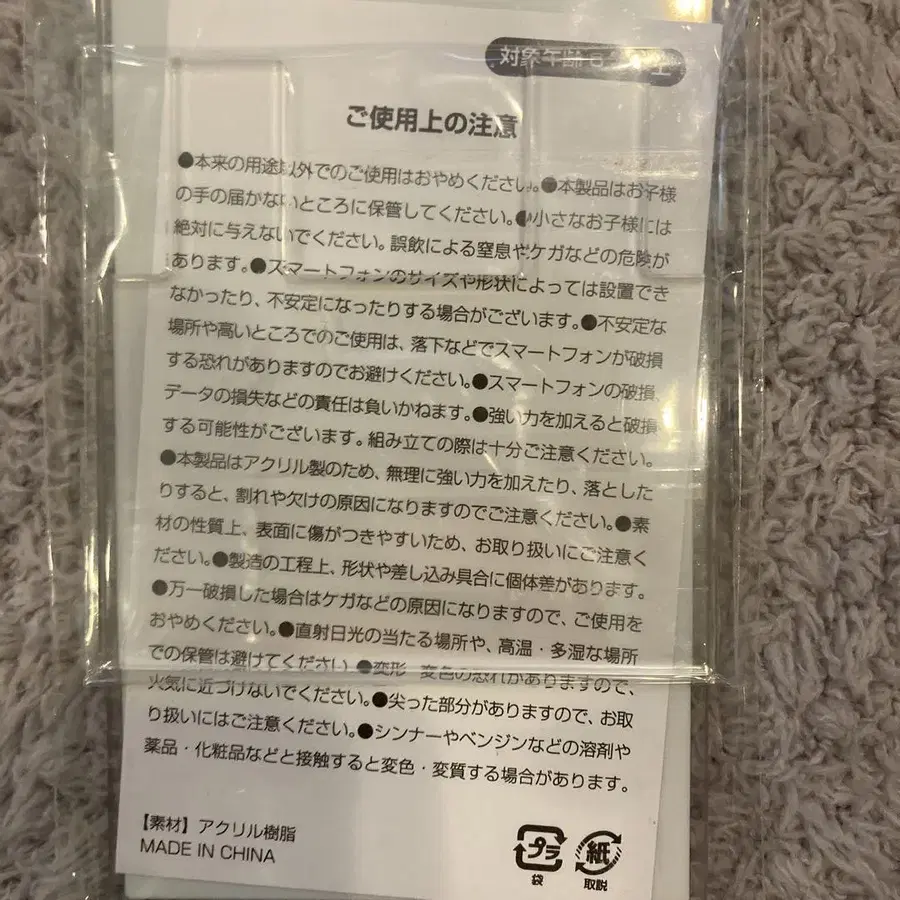 対象年齢6
ご使用上の注意
●本来の用途以外でのご使用はおやめください。●本製品はお子様
の手の届かないところに保管してください。●小さなお子様には
絶対に与えないでください。誤飲による窒息やケガなどの危険が
あります。●スマートフォンのサイズや形状によっては設置でき
なかったり、不安定になったりする場合がございます。●不安定な
場所や高いところでのご使用は、落下などでスマートフォンが破損
する恐れがありますのでお避けください。●スマートフォンの破損、
データの損失などの責任は負いかねます。●強い力を加えると破損
する可能性がございます。組み立ての際は十分ご注意ください。
●本製品はアクリル製のため、無理に強い力を加えたり、落とした
りすると、割れや欠けの原因になりますのでご注意ください。●素
材の性質上、表面に傷がつきやすいため、お取り扱いにご注意く
ださい。●製造の工程上、形状や差し込み具合に個体差があります。
●万一破損した場合はケガなどの原因になりますので、ご使用を
おやめください。●直射日光の当たる場所や、高温・多湿な場所
での保管は避けてください。●変形・変色の恐れがありますので、
火気に近づけないでください。●尖った部分がありますので、お取
り扱いにはご注意ください。●シンナーやベンジンなどの溶剤や
薬品・化粧品などと接触すると変色・変質する場合があります。
【素材】アクリル樹脂
MADE IN CHINA
プラ 紙
袋 取説